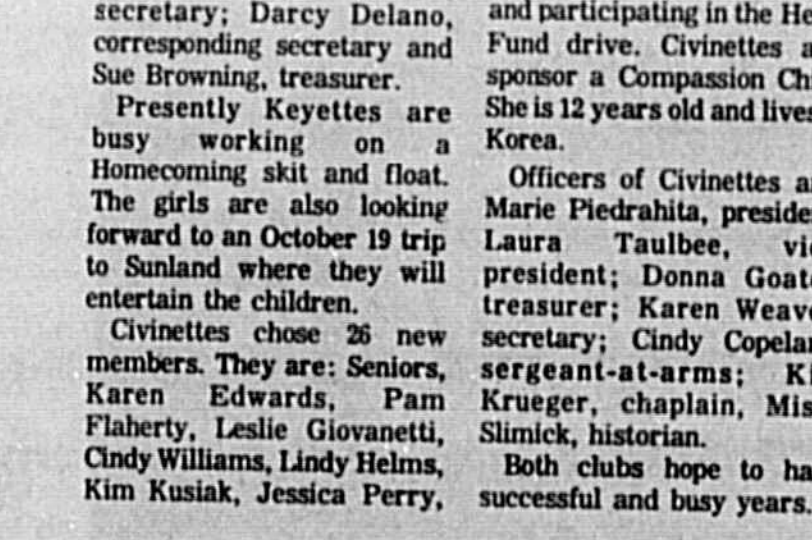 secretary; Darcy Delano,
corresponding secretary and
Sue Browning, treasurer.
Presently Keyettes are
busy working on a
Homecoming skit and float.
The girls are also looking
forward to an October 19 trip
to Sunland where they will
entertain the children.
Civinettes chose 26 new
members. They are: Seniors,
Karen Edwards, Pam
Flaherty, Leslie Giovanetti,
Cindy Williams, Lindy Helms,
Kim Kusiak, Jessica Perry,
and participating in the
Fund drive. Civinettes
sponsor a Compassion
She is 12 years old and
Korea.
Officers of Civinettes
Marie Piedrahita,
Laura Taulbee,
president; Donna
treasurer; Karen
secretary; Cindy
sergeant-at-arms;
Krueger, chaplain,
Slimick, historian.
Both clubs hope to
successful and busy years.